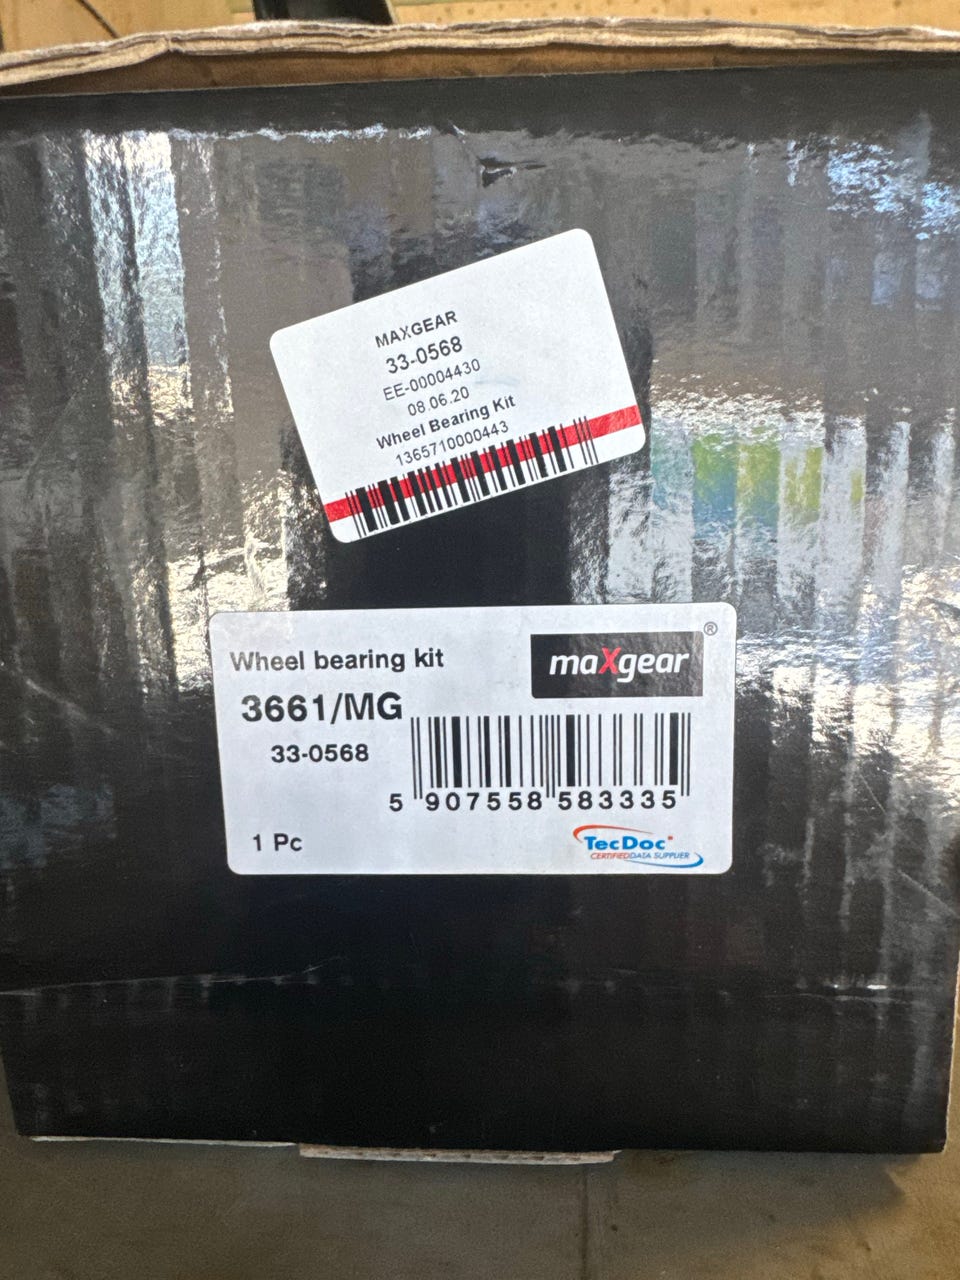 MAXGEAR
33-0568
EE-00004430
08.06.20
Wheel Bearing Kit
1365710000443
Wheel bearing kit
maXgear ®
3661/MG
33-0568
5 907558 583335
1 Pc
TecDoc
CERTIFIED DATA SUPPLIER